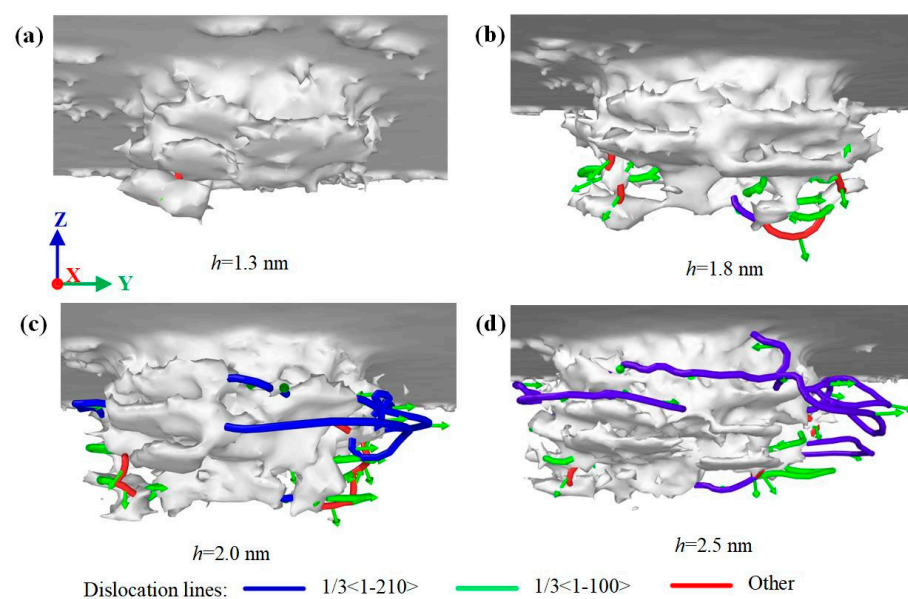 (a)
(b)
Z
X
Y
h=1.3 nm
h=1.8 nm
(c)
(d)
h=2.0 nm
h=2.5 nm
Dislocation lines: 1/3<1-210> 1/3<1-100> Other